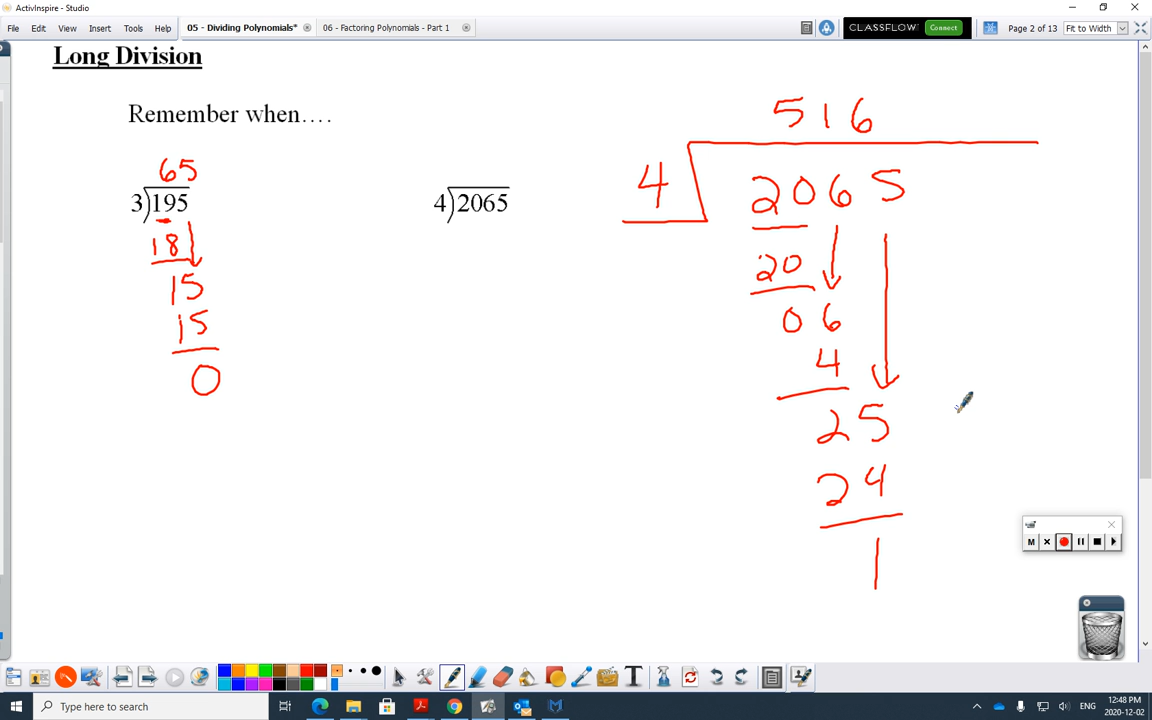 ActivInspire - Studio
File Edit View Insert Tools Help
05 - Dividing Polynomials*
06 - Factoring Polynomials - Part 1
CLASSFLOW Connect
Page 2 of 13
Fit to Width
Long Division
Remember when....
65
3)195
18
15
15
0
4)2065
516
4 2065
20
06
4
25
24
1
M
T
Type here to search
ENG
12:48 PM
2020-12-02